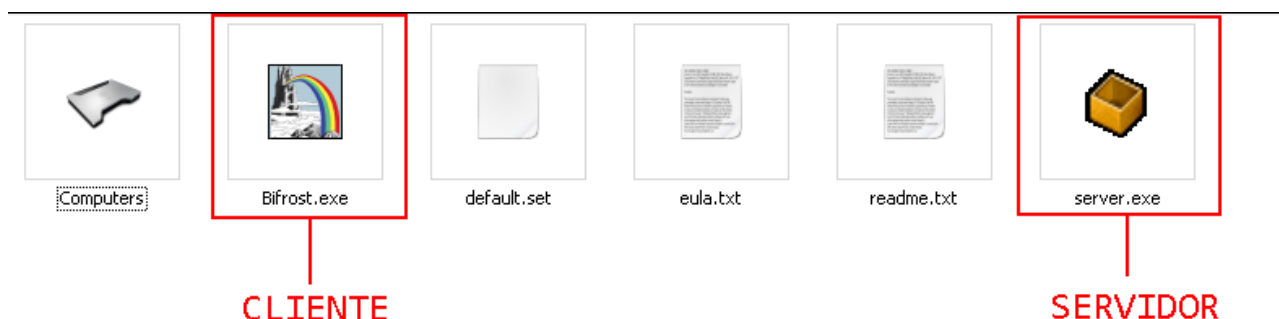 Computers
Bifrost.exe
default.set
eula.txt
readme.txt
server.exe
CLIENTE
SERVIDOR